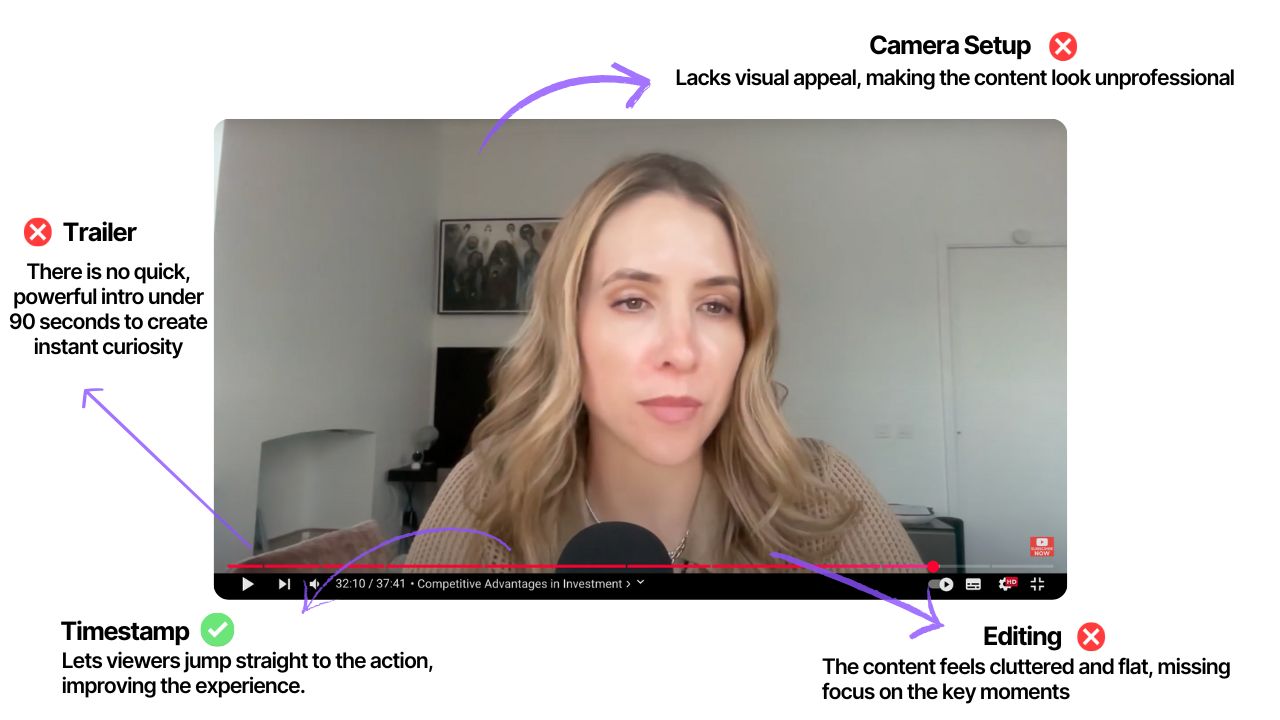 Camera Setup
Lacks visual appeal, making the content look unprofessional
Trailer
There is no quick,
powerful intro under
90 seconds to create
instant curiosity
SUBSCRIBE
NOW
32:10 / 37:41 • Competitive Advantages in Investment ›
HD
Timestamp
Lets viewers jump straight to the action,
improving the experience.
Editing
The content feels cluttered and flat, missing
focus on the key moments